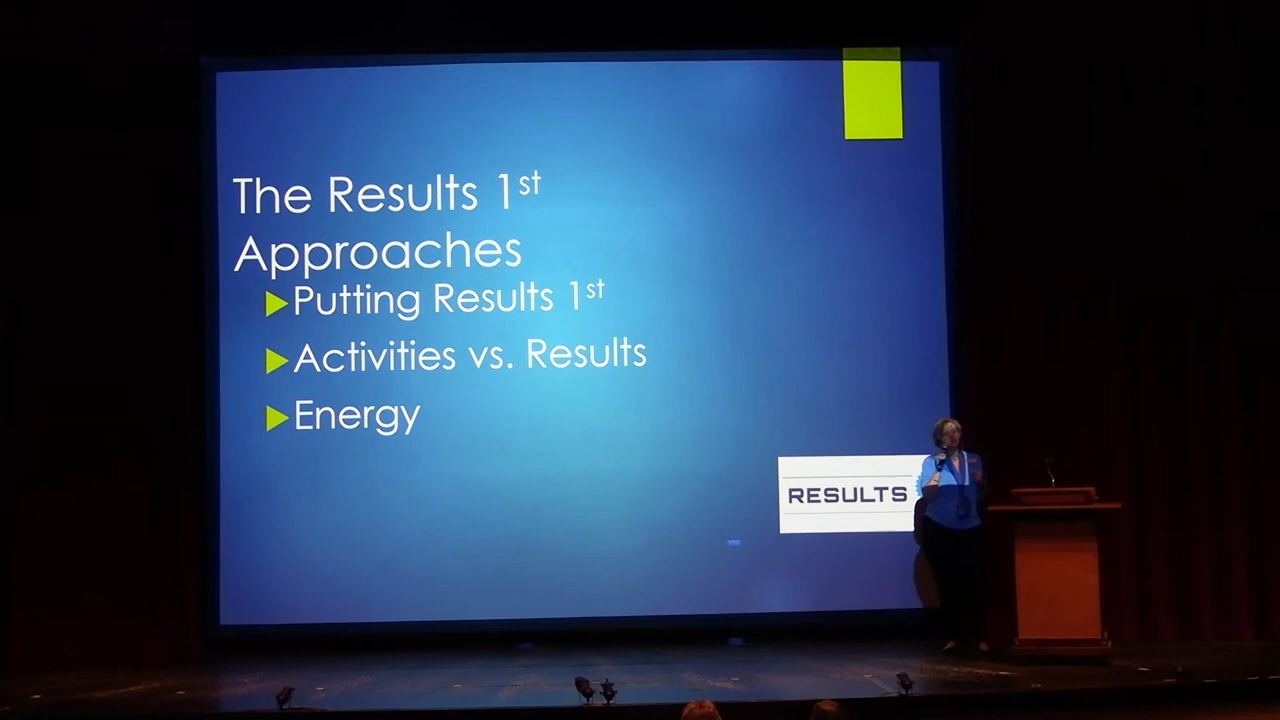 The Results 1st
Approaches
Putting Results 1st
Activities vs. Results
Energy
RESULTS